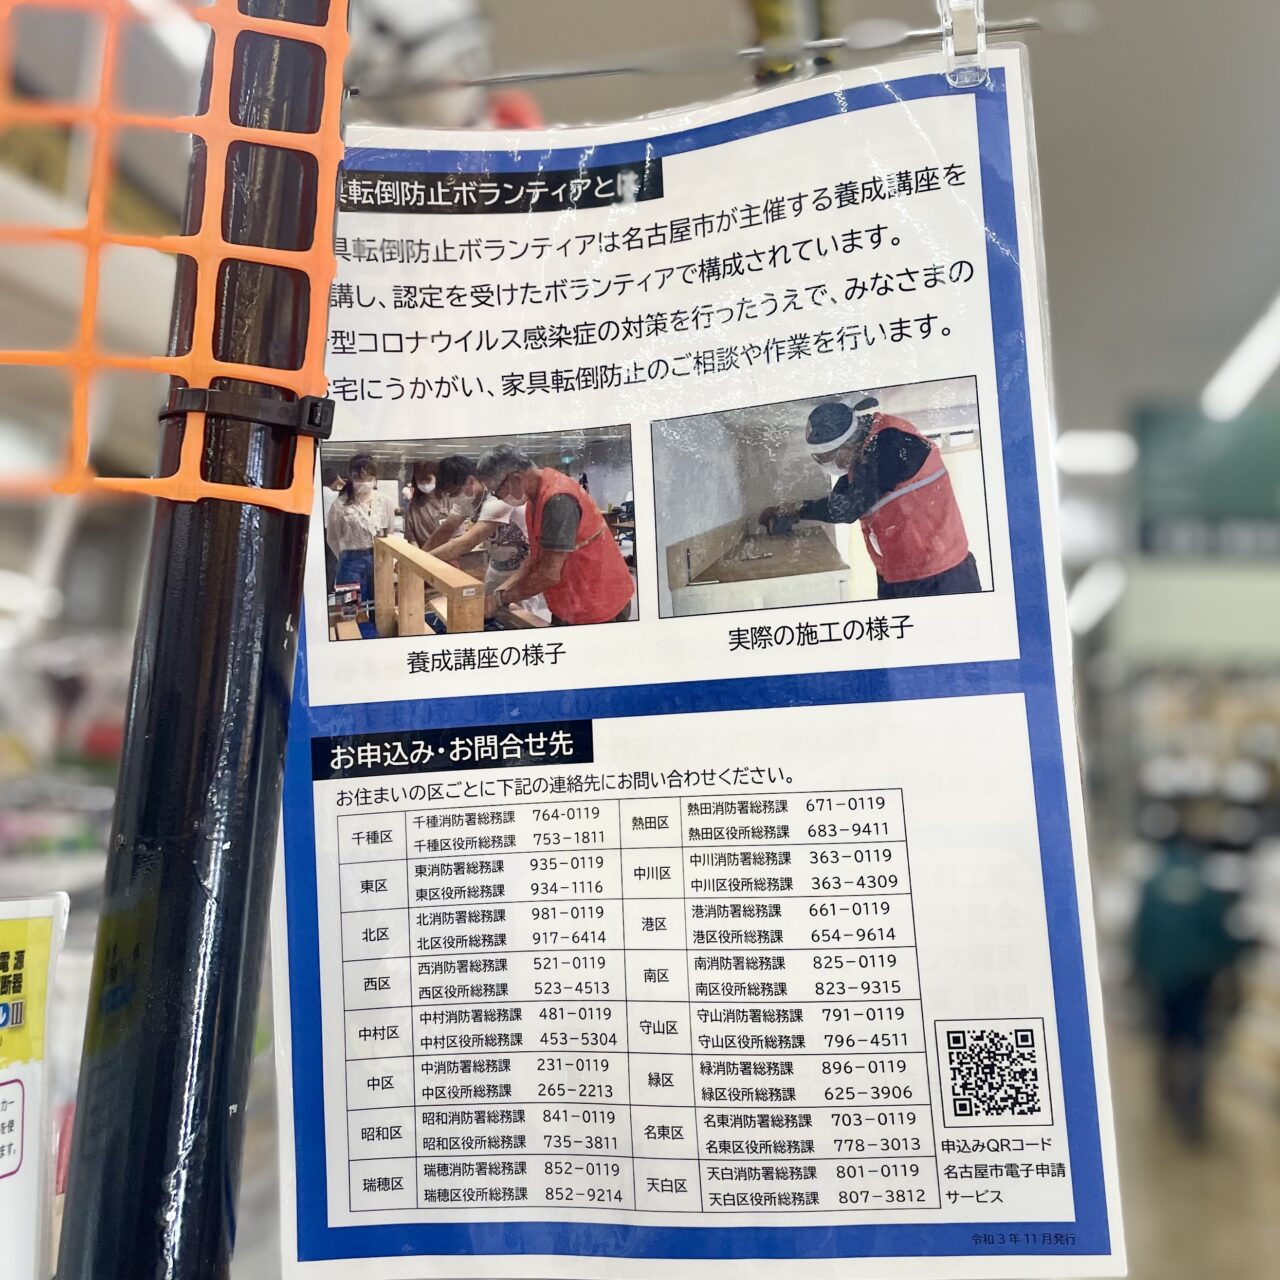 具転倒防止ボランティアとは
具転倒防止ボランティアは名古屋市が主催する養成講座を
講し、認定を受けたボランティアで構成されています。
型コロナウイルス感染症の対策を行ったうえで、みなさまの
宅にうかがい、家具転倒防止のご相談や作業を行います。
養成講座の様子
実際の施工の様子
お申込み・お問合せ先
お住まいの区ごとに下記の連絡先にお問い合わせください。
千種区 千種消防署総務課 764-0119
千種区役所総務課 753-1811
東区 東消防署総務課 935-0119
東区役所総務課 934-1116
北区 北消防署総務課 981-0119
北区役所総務課 917-6414
西区 西消防署総務課 521-0119
西区役所総務課 523-4513
中村区 中村消防署総務課 481-0119
中村区役所総務課 453-5304
中区 中消防署総務課 231-0119
中区役所総務課 265-2213
昭和区 昭和消防署総務課 841-0119
昭和区役所総務課 735-3811
瑞穂区 瑞穂消防署総務課 852-0119
瑞穂区役所総務課 852-9214
熱田区 熱田消防署総務課 671-0119
熱田区役所総務課 683-9411
中川区 中川消防署総務課 363-0119
中川区役所総務課 363-4309
港区 港消防署総務課 661-0119
港区役所総務課 654-9614
南区 南消防署総務課 825-0119
南区役所総務課 823-9315
守山区 守山消防署総務課 791-0119
守山区役所総務課 796-4511
緑区 緑消防署総務課 896-0119
緑区役所総務課 625-3906
名東区 名東消防署総務課 703-0119
名東区役所総務課 778-3013
天白区 天白消防署総務課 801-0119
天白区役所総務課 807-3812
申込みQRコード
名古屋市電子申請
サービス
令和3年11月発行
電源
断器
ルⅢ
カー
を使
ます。